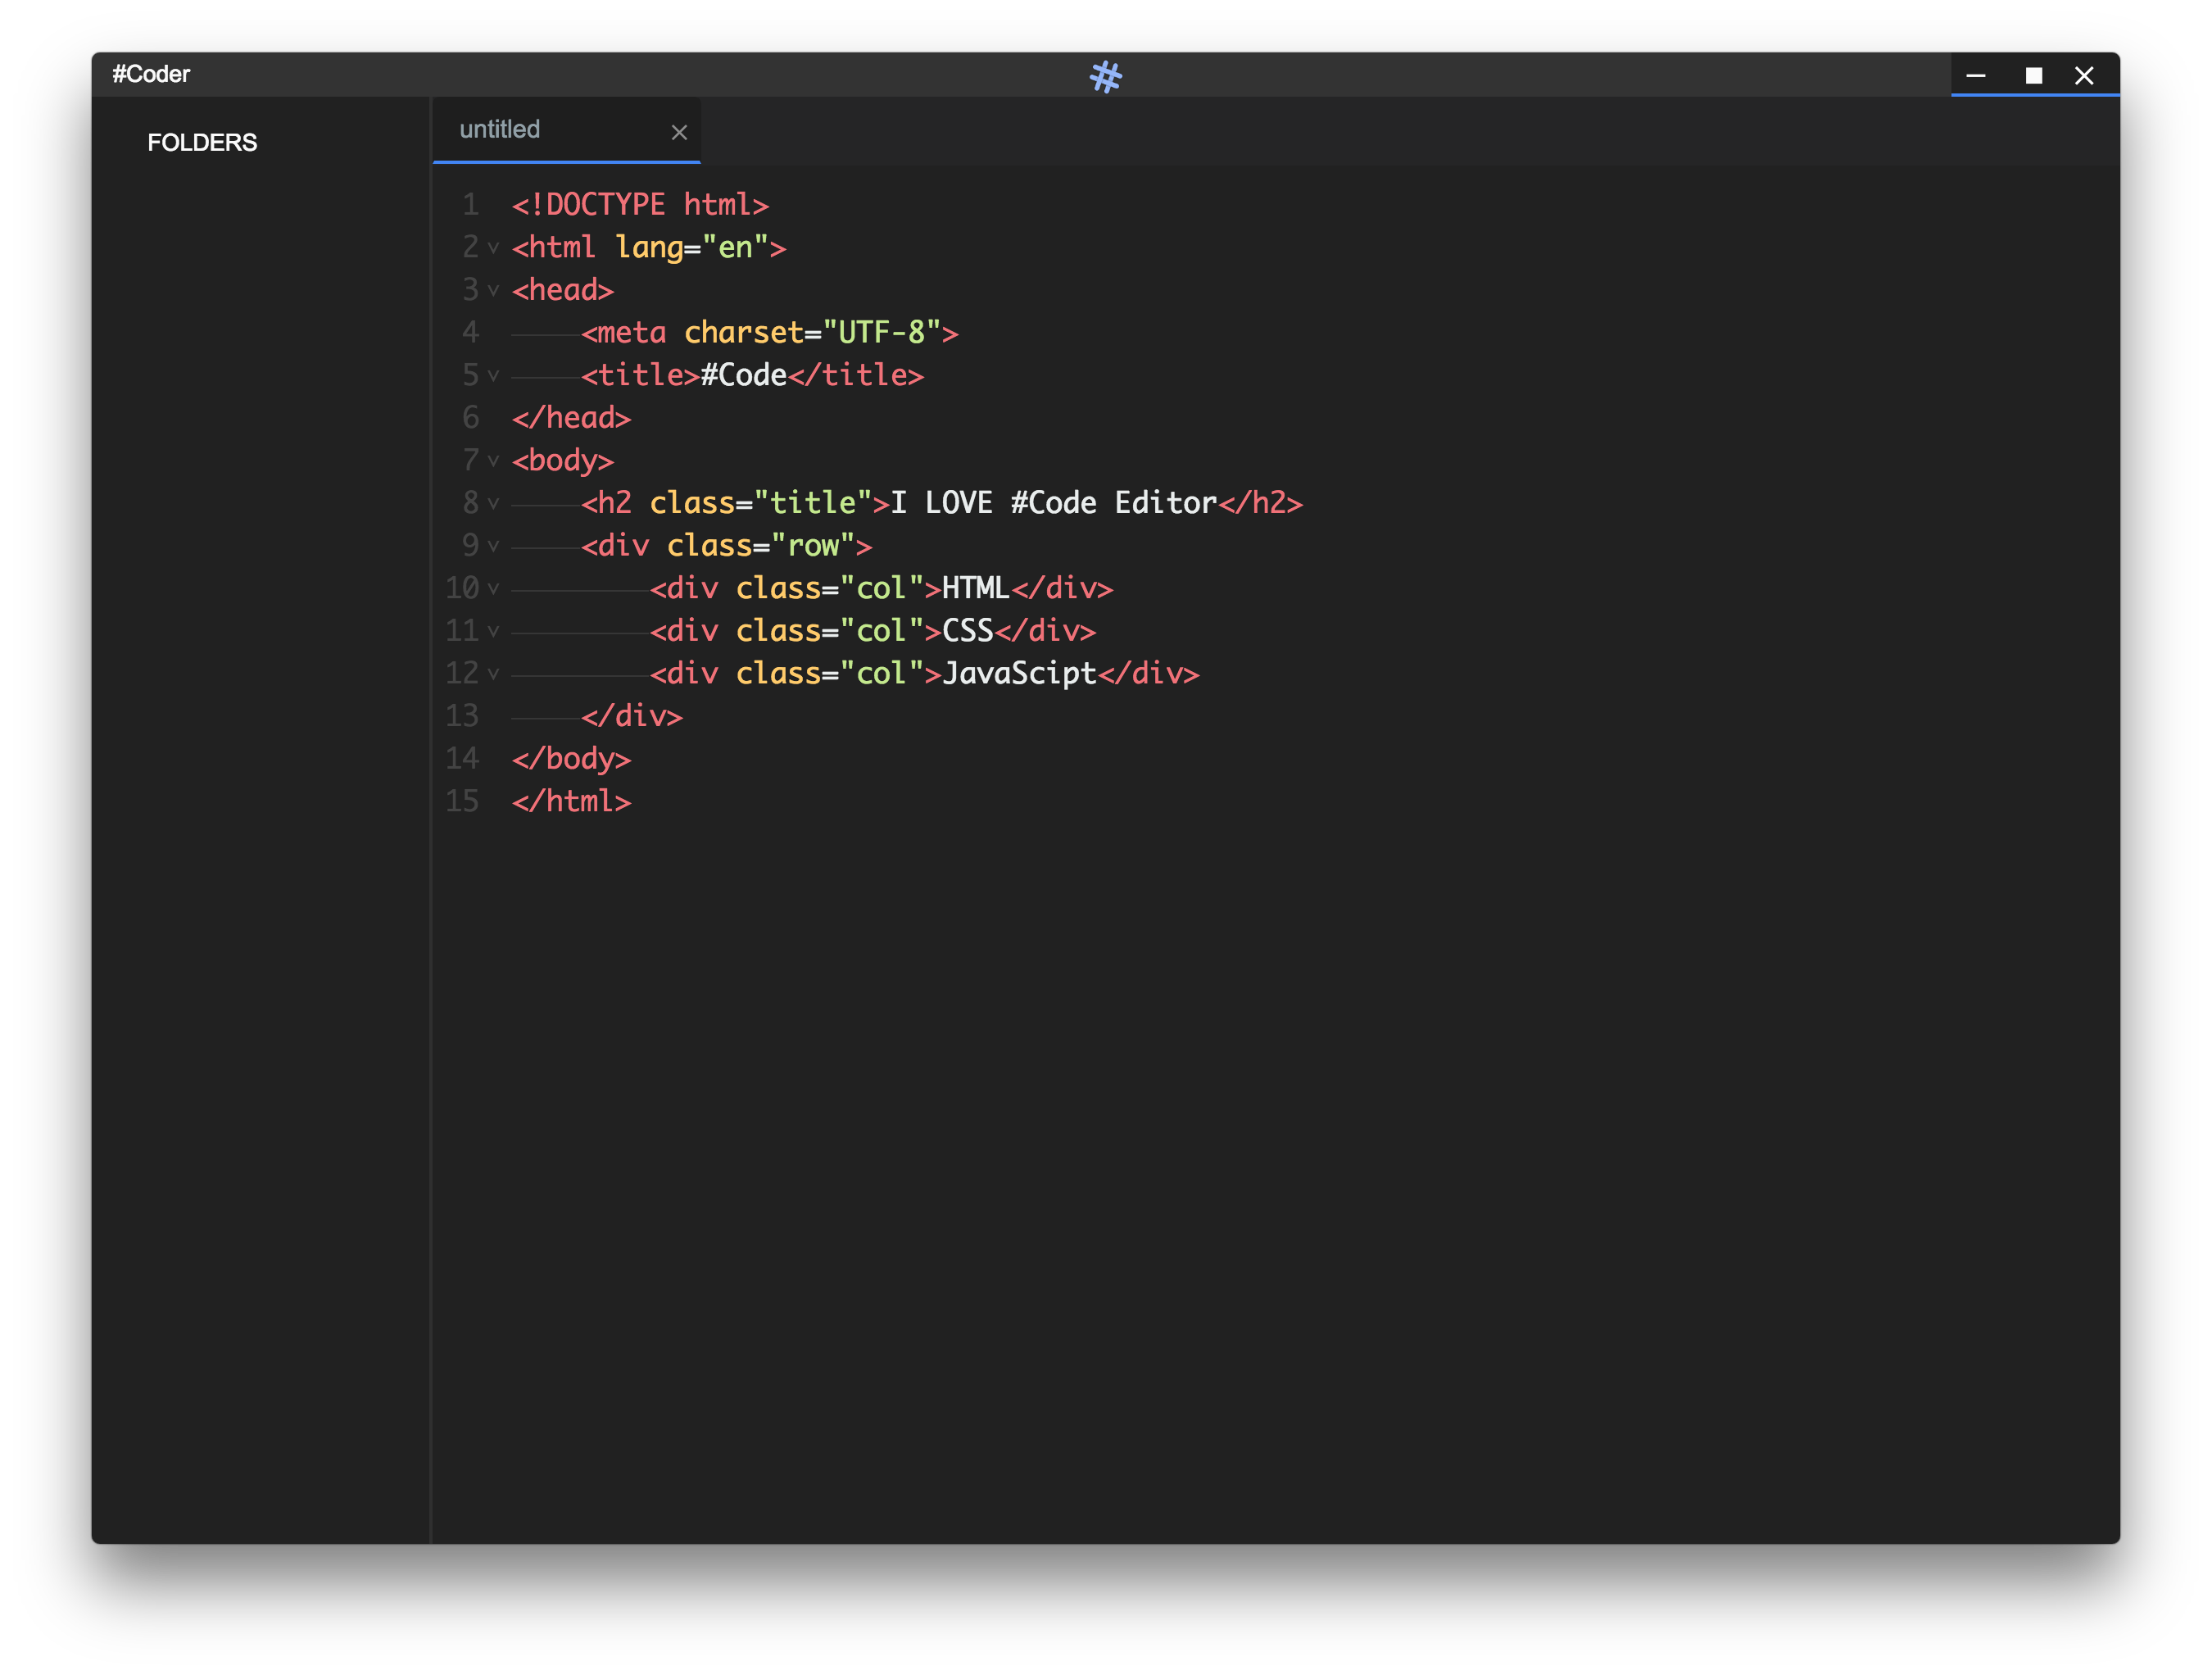 #Coder
#
FOLDERS
untitled
1 <!DOCTYPE html>
2 <html lang="en">
3 <head>
4     <meta charset="UTF-8">
5     <title>#Code</title>
6 </head>
7 <body>
8     <h2 class="title">I LOVE #Code Editor</h2>
9     <div class="row">
10         <div class="col">HTML</div>
11         <div class="col">CSS</div>
12         <div class="col">JavaScipt</div>
13     </div>
14 </body>
15 </html>